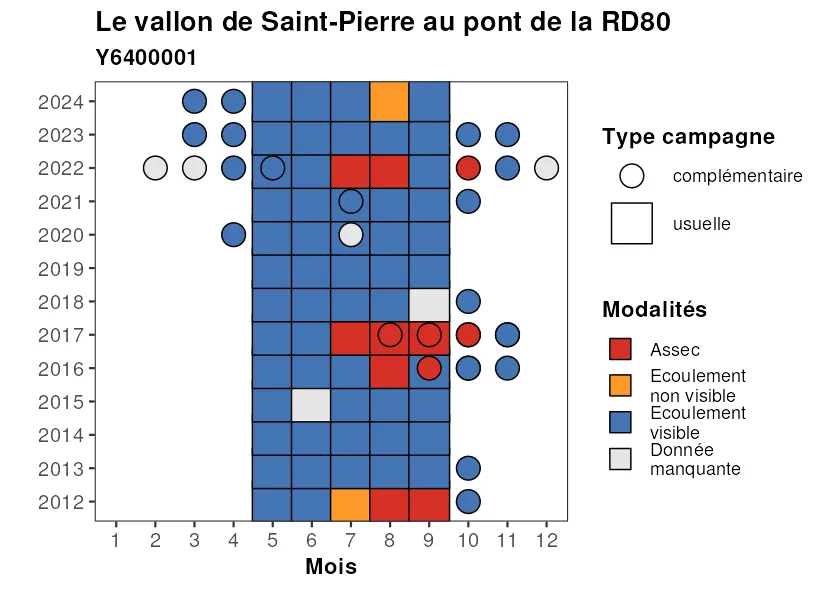 Le vallon de Saint-Pierre au pont de la RD80
Y6400001
2024
2023
2022
2021
2020
2019
2018
2017
2016
2015
2014
2013
2012
1 2 3 4 5 6 7 8 9 10 11 12
Mois
Type campagne
complémentaire
usuelle
Modalités
Assec
Ecoulement
non visible
Ecoulement
visible
Donnée
manquante